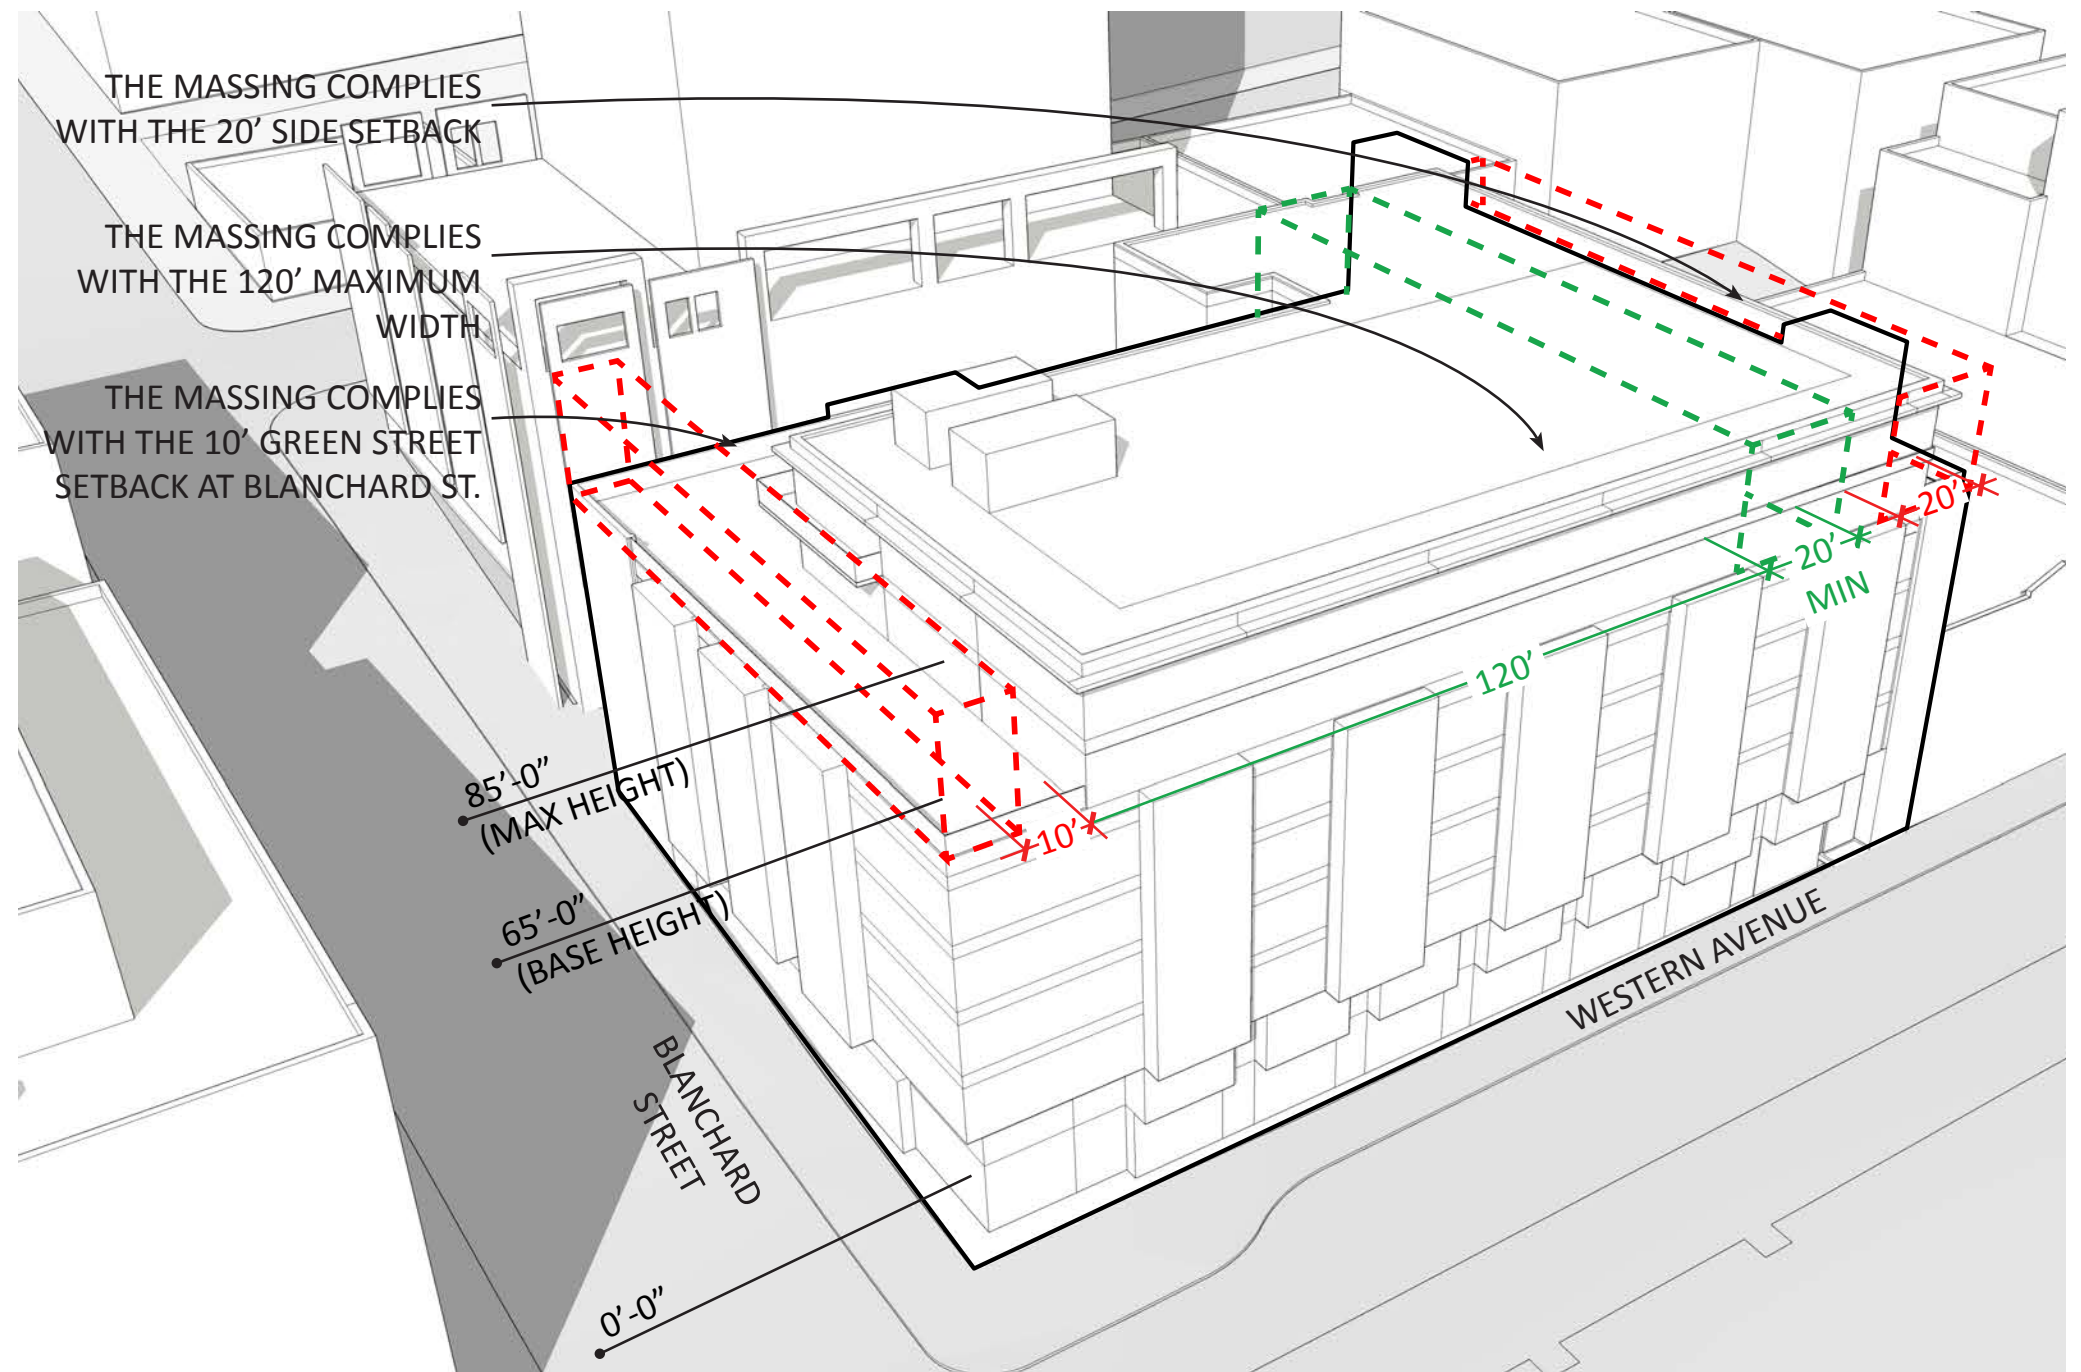 THE MASSING COMPLIES
WITH THE 20’ SIDE SETBACK
THE MASSING COMPLIES
WITH THE 120’ MAXIMUM
WIDTH
THE MASSING COMPLIES
WITH THE 10’ GREEN STREET
SETBACK AT BLANCHARD ST.
20’
20’
MIN
120’
10’
85’-0”
(MAX HEIGHT)
65’-0”
(BASE HEIGHT)
0’-0”
BLANCHARD
STREET
WESTERN AVENUE